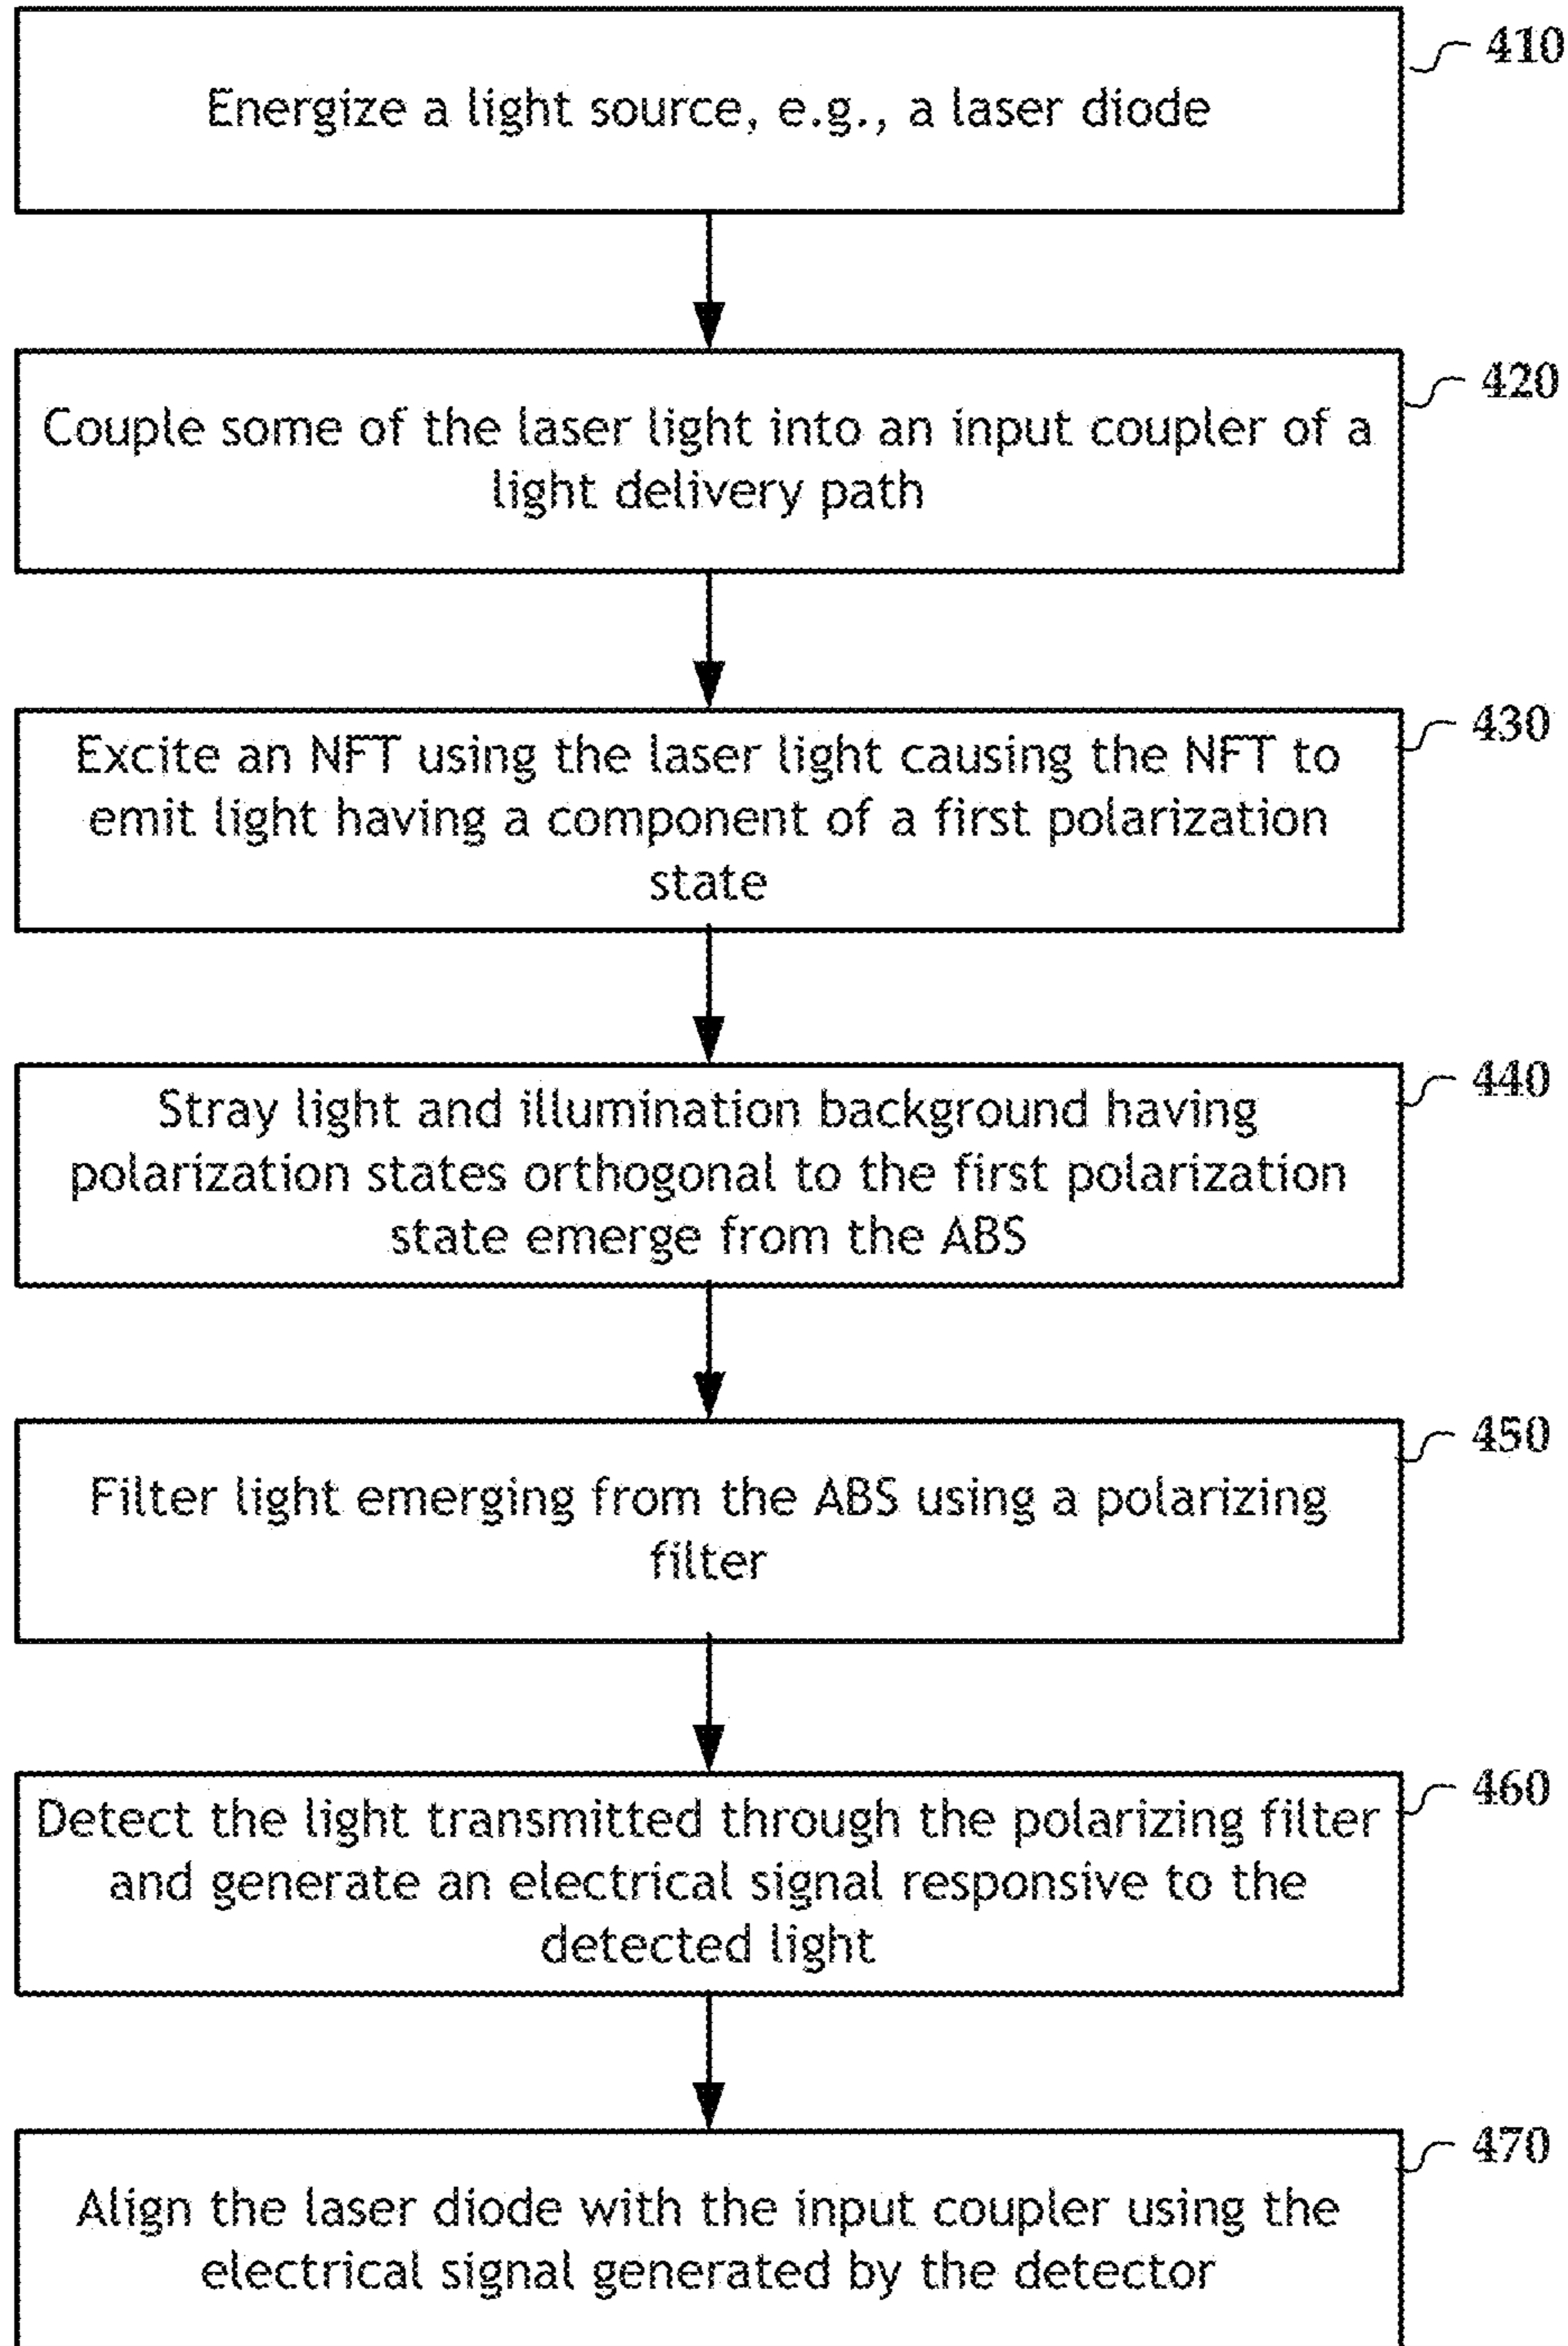 410
Energize a light source, e.g., a laser diode
420
Couple some of the laser light into an input coupler of a
light delivery path
430
Excite an NFT using the laser light causing the NFT to
emit light having a component of a first polarization
state
440
Stray light and illumination background having
polarization states orthogonal to the first polarization
state emerge from the ABS
450
Filter light emerging from the ABS using a polarizing
filter
460
Detect the light transmitted through the polarizing filter
and generate an electrical signal responsive to the
detected light
470
Align the laser diode with the input coupler using the
electrical signal generated by the detector